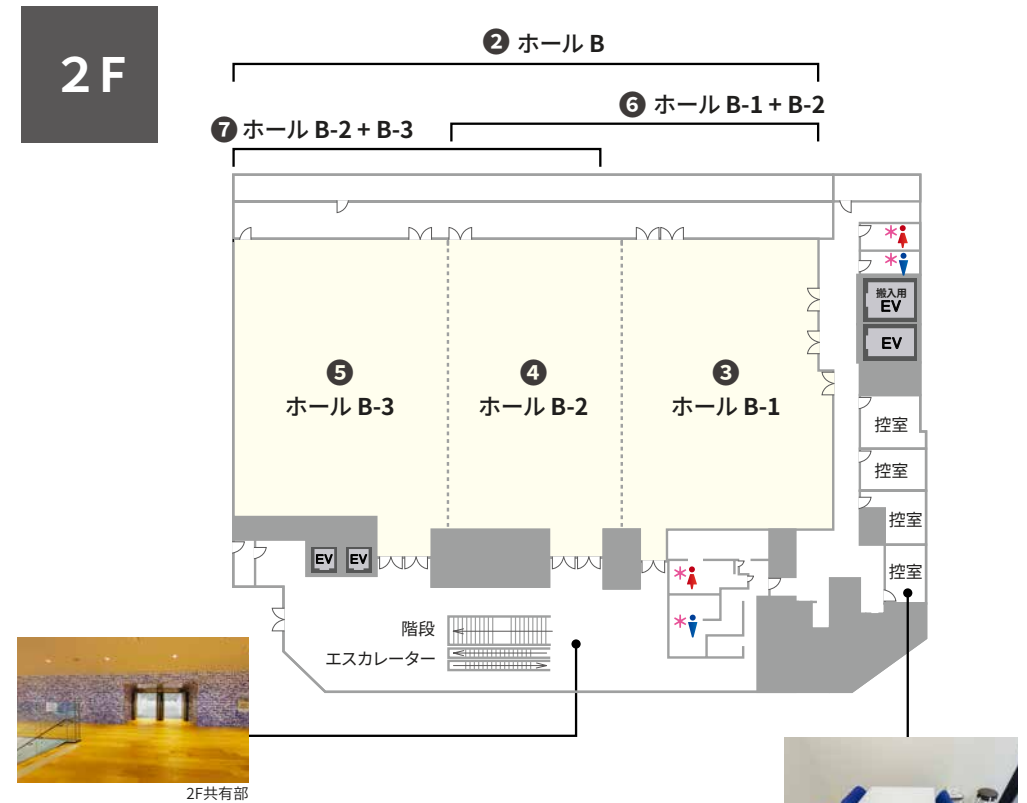 2F
❷ ホール B
❻ ホール B-1 + B-2
❼ ホール B-2 + B-3
搬入用
EV
EV
❺
ホール B-3
❹
ホール B-2
❸
ホール B-1
控室
控室
控室
控室
EV
EV
階段
エスカレーター
2F共有部